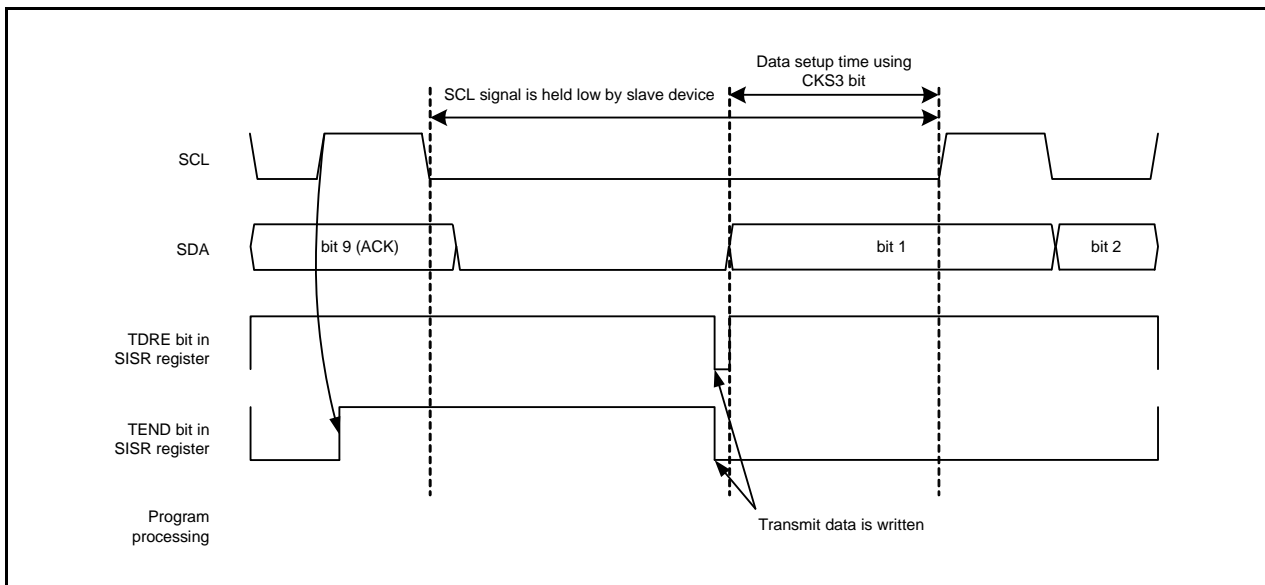 Data setup time using
CKS3 bit
SCL signal is held low by slave device
SCL
SDA
bit 9 (ACK)
bit 1
bit 2
TDRE bit in
SISR register
TEND bit in
SISR register
Program
processing
Transmit data is written